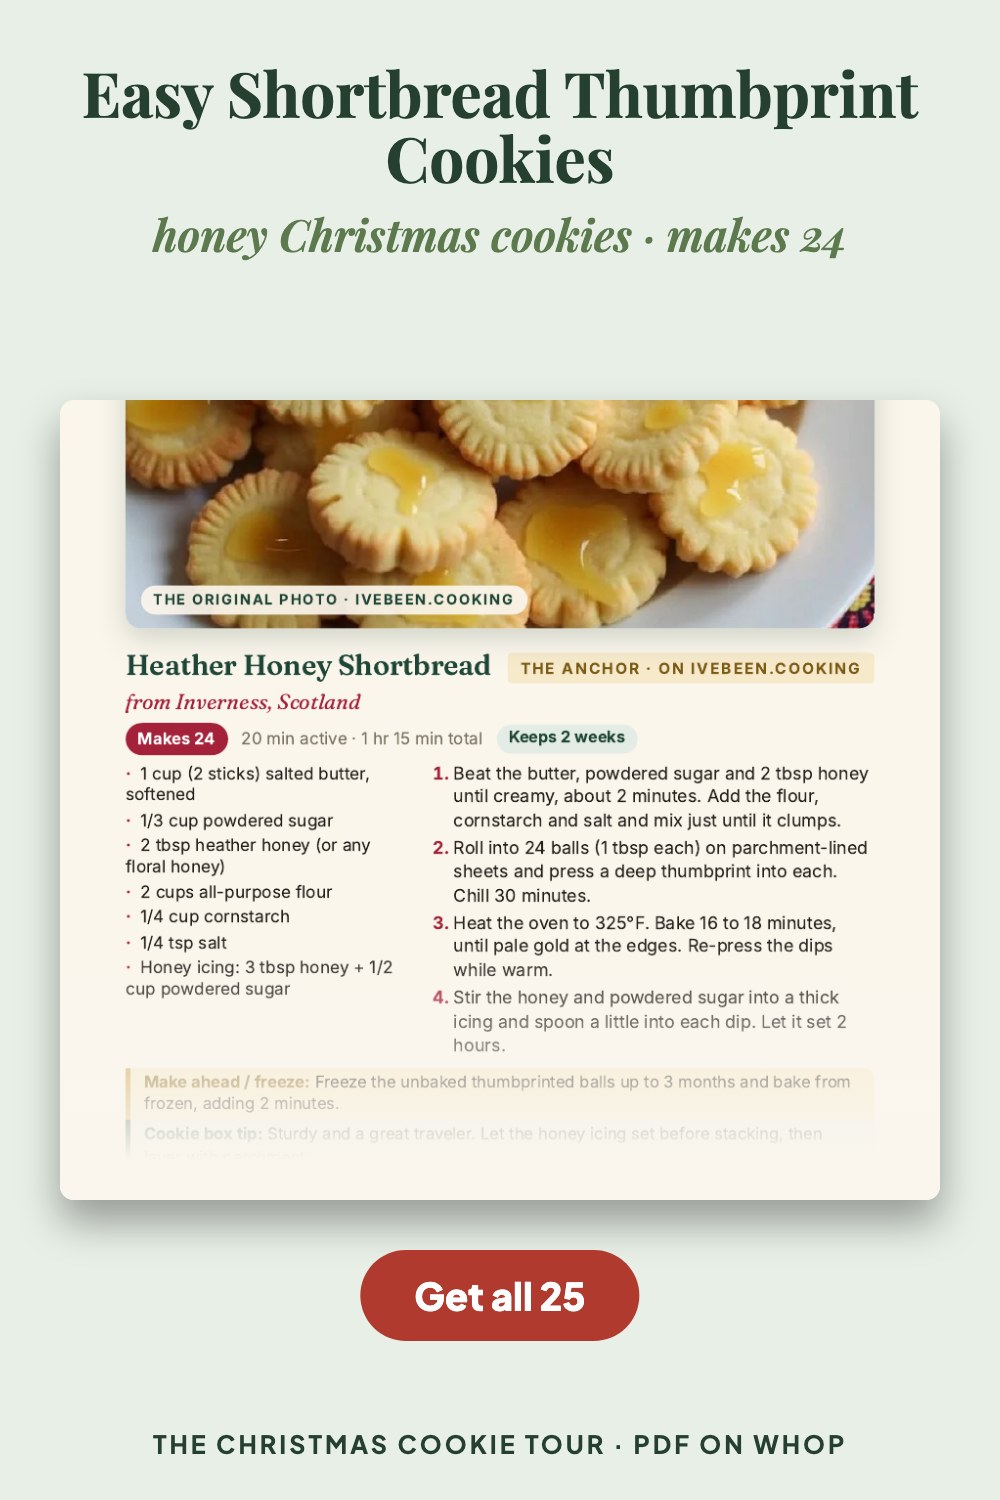 Easy Shortbread Thumbprint
Cookies
honey Christmas cookies · makes 24
THE ORIGINAL PHOTO · IVEBEEN.COOKING
Heather Honey Shortbread
THE ANCHOR · ON IVEBEEN.COOKING
from Inverness, Scotland
Makes 24 20 min active · 1 hr 15 min total Keeps 2 weeks
· 1 cup (2 sticks) salted butter,
softened
· 1/3 cup powdered sugar
· 2 tbsp heather honey (or any
floral honey)
· 2 cups all-purpose flour
· 1/4 cup cornstarch
· 1/4 tsp salt
· Honey icing: 3 tbsp honey + 1/2
cup powdered sugar
1. Beat the butter, powdered sugar and 2 tbsp honey
until creamy, about 2 minutes. Add the flour,
cornstarch and salt and mix just until it clumps.
2. Roll into 24 balls (1 tbsp each) on parchment-lined
sheets and press a deep thumbprint into each.
Chill 30 minutes.
3. Heat the oven to 325°F. Bake 16 to 18 minutes,
until pale gold at the edges. Re-press the dips
while warm.
4. Stir the honey and powdered sugar into a thick
icing and spoon a little into each dip. Let it set 2
hours.
Make ahead / freeze: Freeze the unbaked thumbprinted balls up to 3 months and bake from
frozen, adding 2 minutes.
Cookie box tip: Sturdy and a great traveler. Let the honey icing set before stacking, then
Get all 25
THE CHRISTMAS COOKIE TOUR · PDF ON WHOP